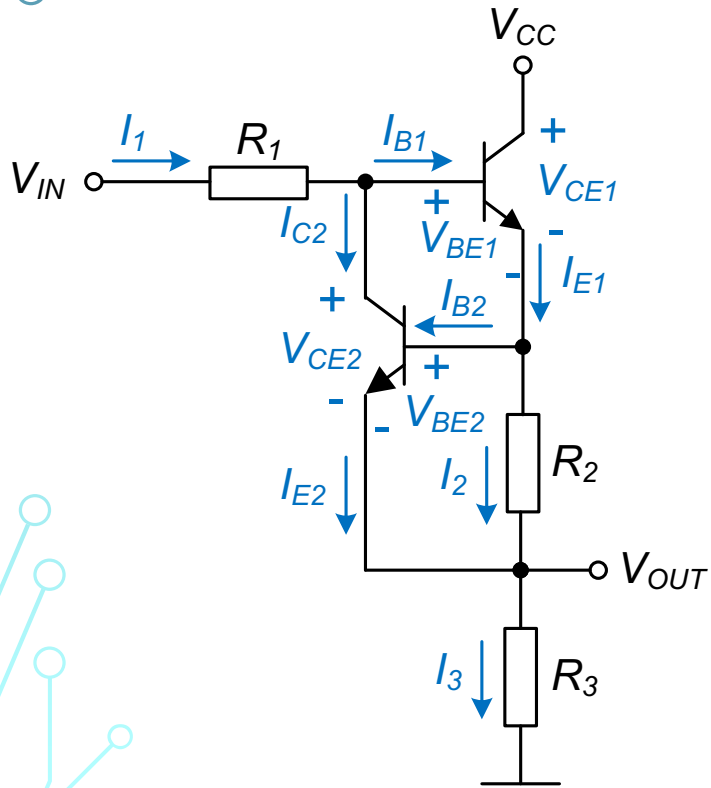 V_CC
I_1 R_1 I_B1 +
V_IN V_CE1
I_C2 + -
V_BE1 I_E1
+ I_B2 -
V_CE2 +
- - V_BE2
I_E2 I_2 R_2
V_OUT
I_3 R_3